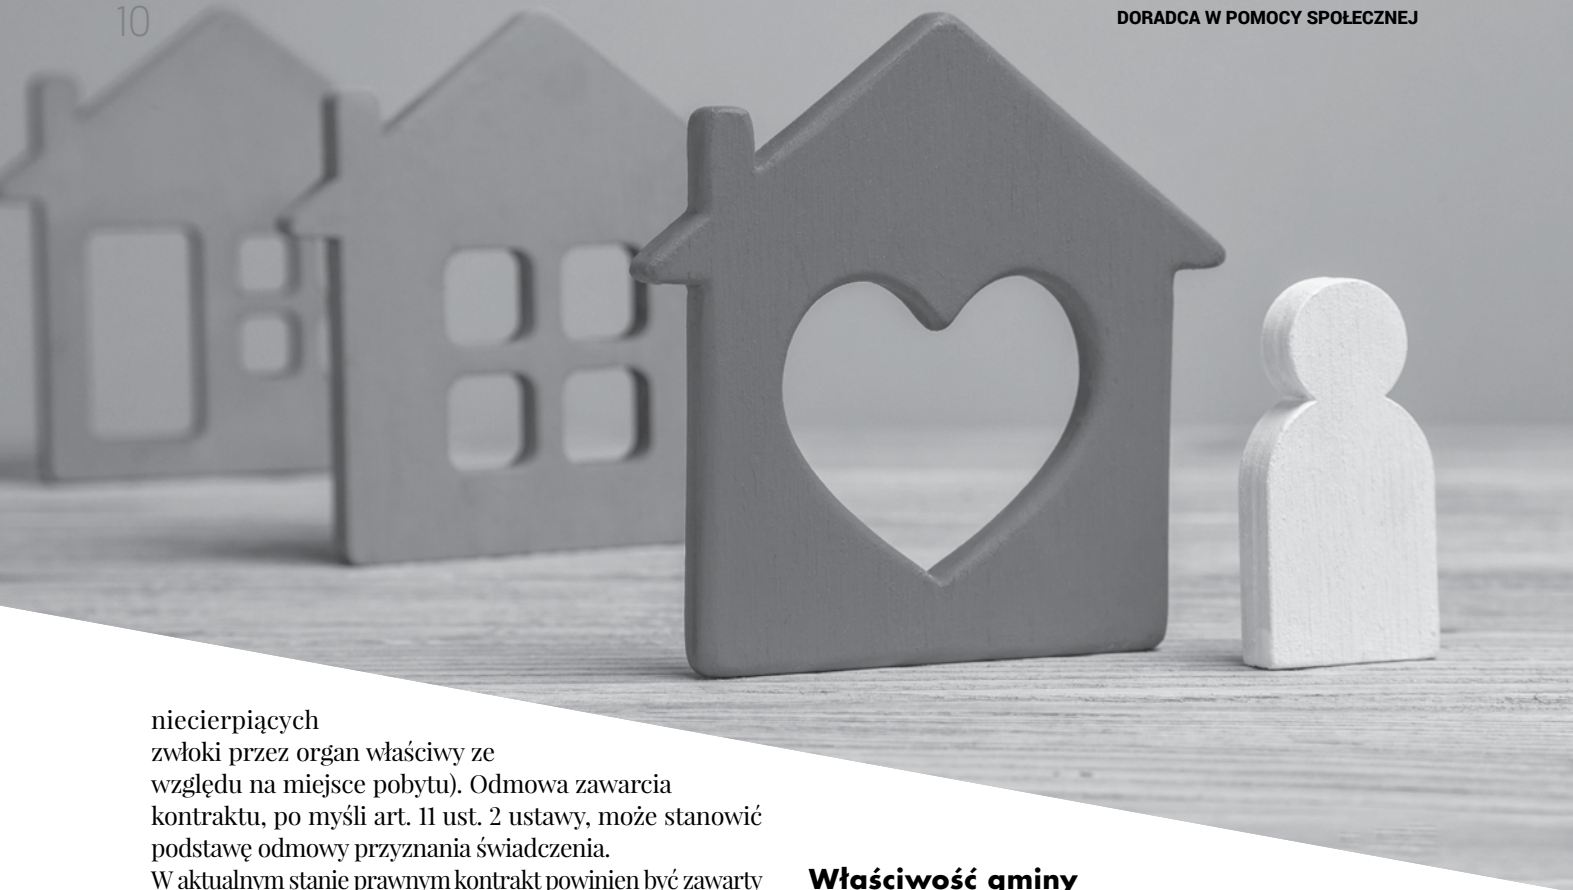 10
DORADCA W POMOCY SPOŁECZNEJ
niecierpiących
zwłoki przez organ właściwy ze
względu na miejsce pobytu). Odmowa zawarcia
kontraktu, po myśli art. 11 ust. 2 ustawy, może stanowić
podstawę odmowy przyznania świadczenia.
W aktualnym stanie prawnym kontrakt powinien być zawarty
Właściwość gminy